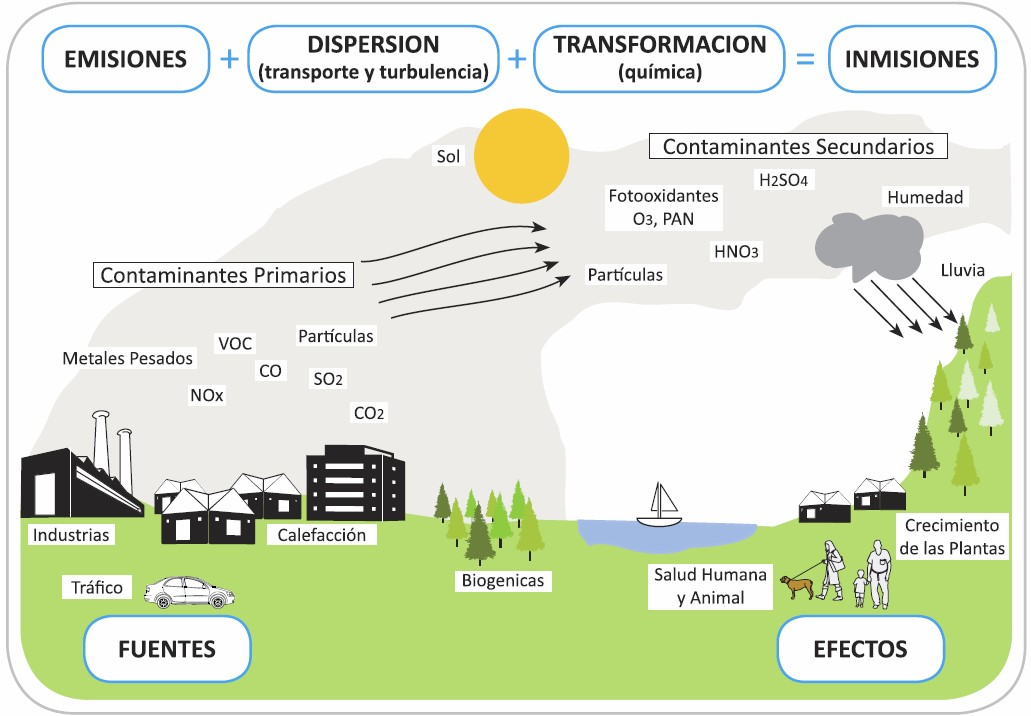 EMISIONES + DISPERSION + TRANSFORMACION = INMISIONES
(transporte y turbulencia)
(química)
Sol
Contaminantes Secundarios
H2SO4
Fotooxidantes
O3, PAN
Humedad
HNO3
Contaminantes Primarios
Partículas
Lluvia
Partículas
VOC
Metales Pesados
CO
SO2
NOx
CO2
Industrias
Calefacción
Crecimiento
de las Plantas
Biogenicas
Salud Humana
y Animal
Tráfico
FUENTES
EFECTOS